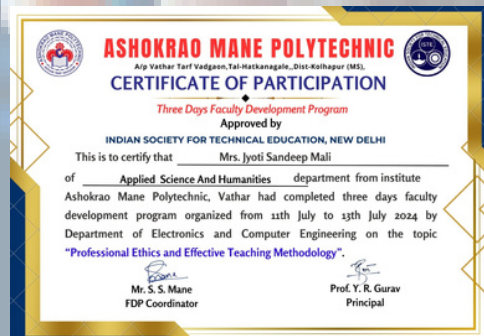 ASHOKRAO MANE POLYTECHNIC
A/p Vathar Tarf Vadgaon,Tal-Hatkanagale,,Dist-Kolhapur (MS),
CERTIFICATE OF PARTICIPATION
Three Days Faculty Development Program
Approved by
INDIAN SOCIETY FOR TECHNICAL EDUCATION, NEW DELHI
This is to certify that Mrs. Jyoti Sandeep Mali
of Applied Science And Humanities department from institute
Ashokrao Mane Polytechnic, Vathar had completed three days faculty
development program organized from 11th July to 13th July 2024 by
Department of Electronics and Computer Engineering on the topic
"Professional Ethics and Effective Teaching Methodology".
Mr. S. S. Mane Prof. Y. R. Gurav
FDP Coordinator Principal